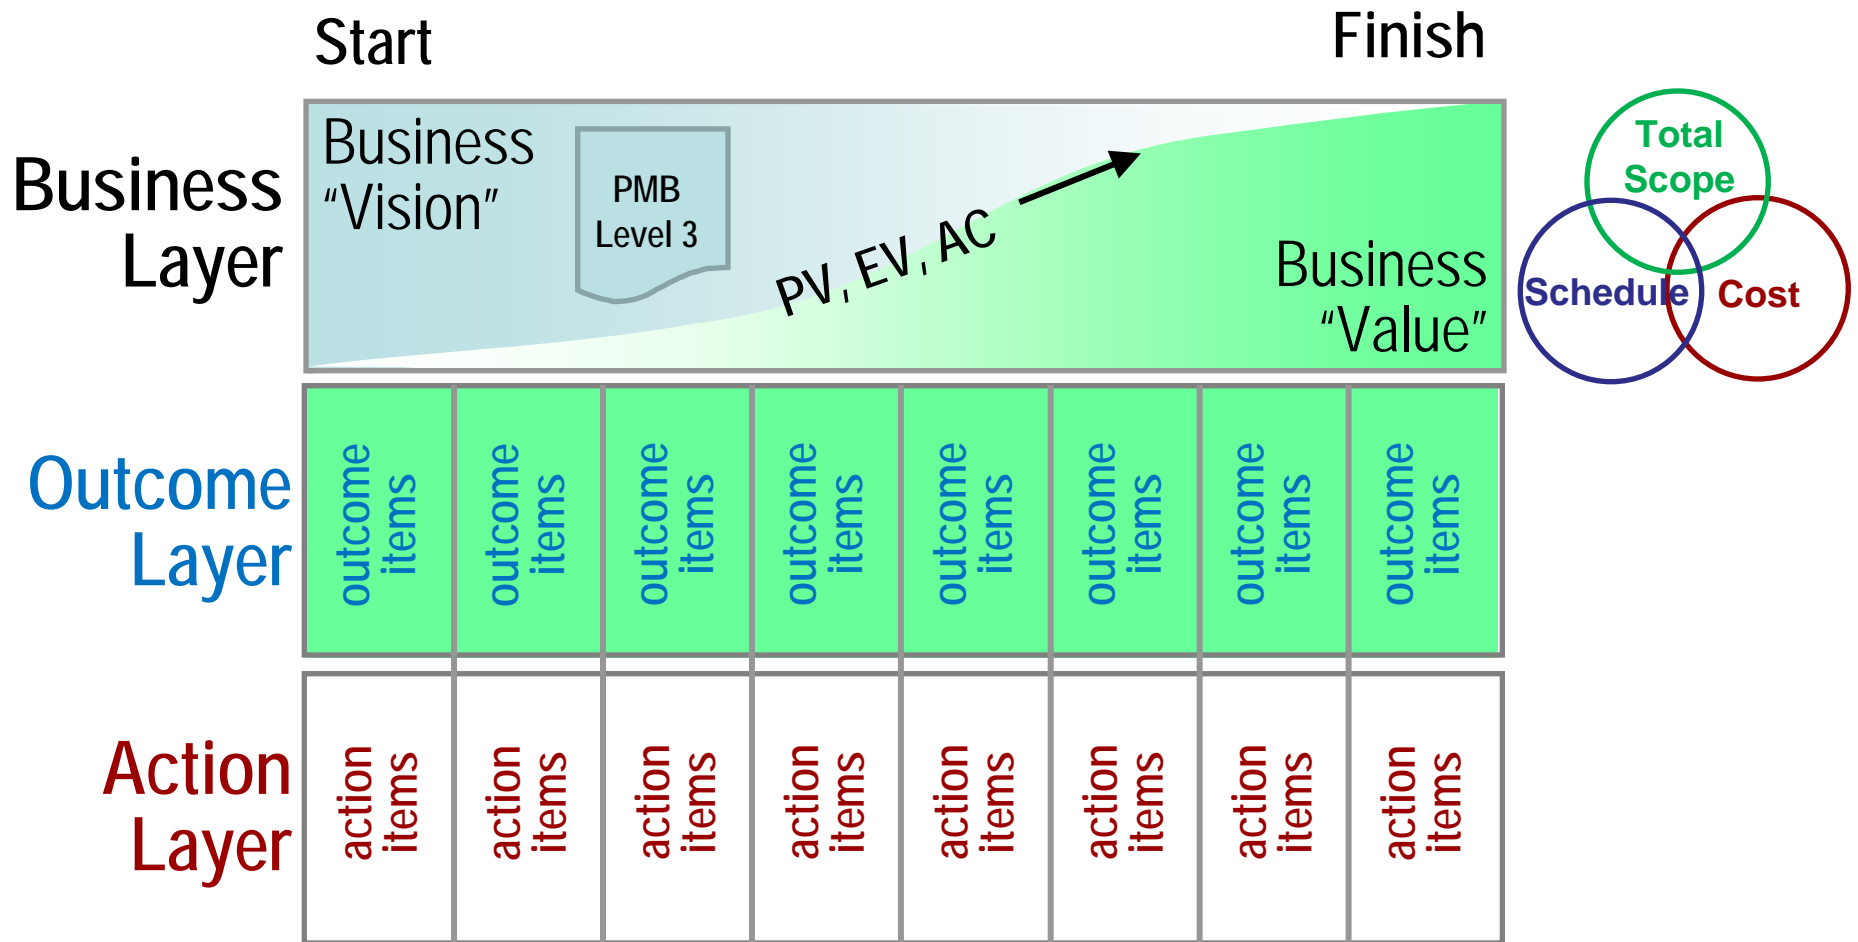 Start
Finish
Business
Layer
Business
“Vision”
PMB
Level 3
PV, EV, AC
Business
“Value”
Total
Scope
Schedule
Cost
Outcome
Layer
outcome
items
outcome
items
outcome
items
outcome
items
outcome
items
outcome
items
outcome
items
outcome
items
Action
Layer
action
items
action
items
action
items
action
items
action
items
action
items
action
items
action
items